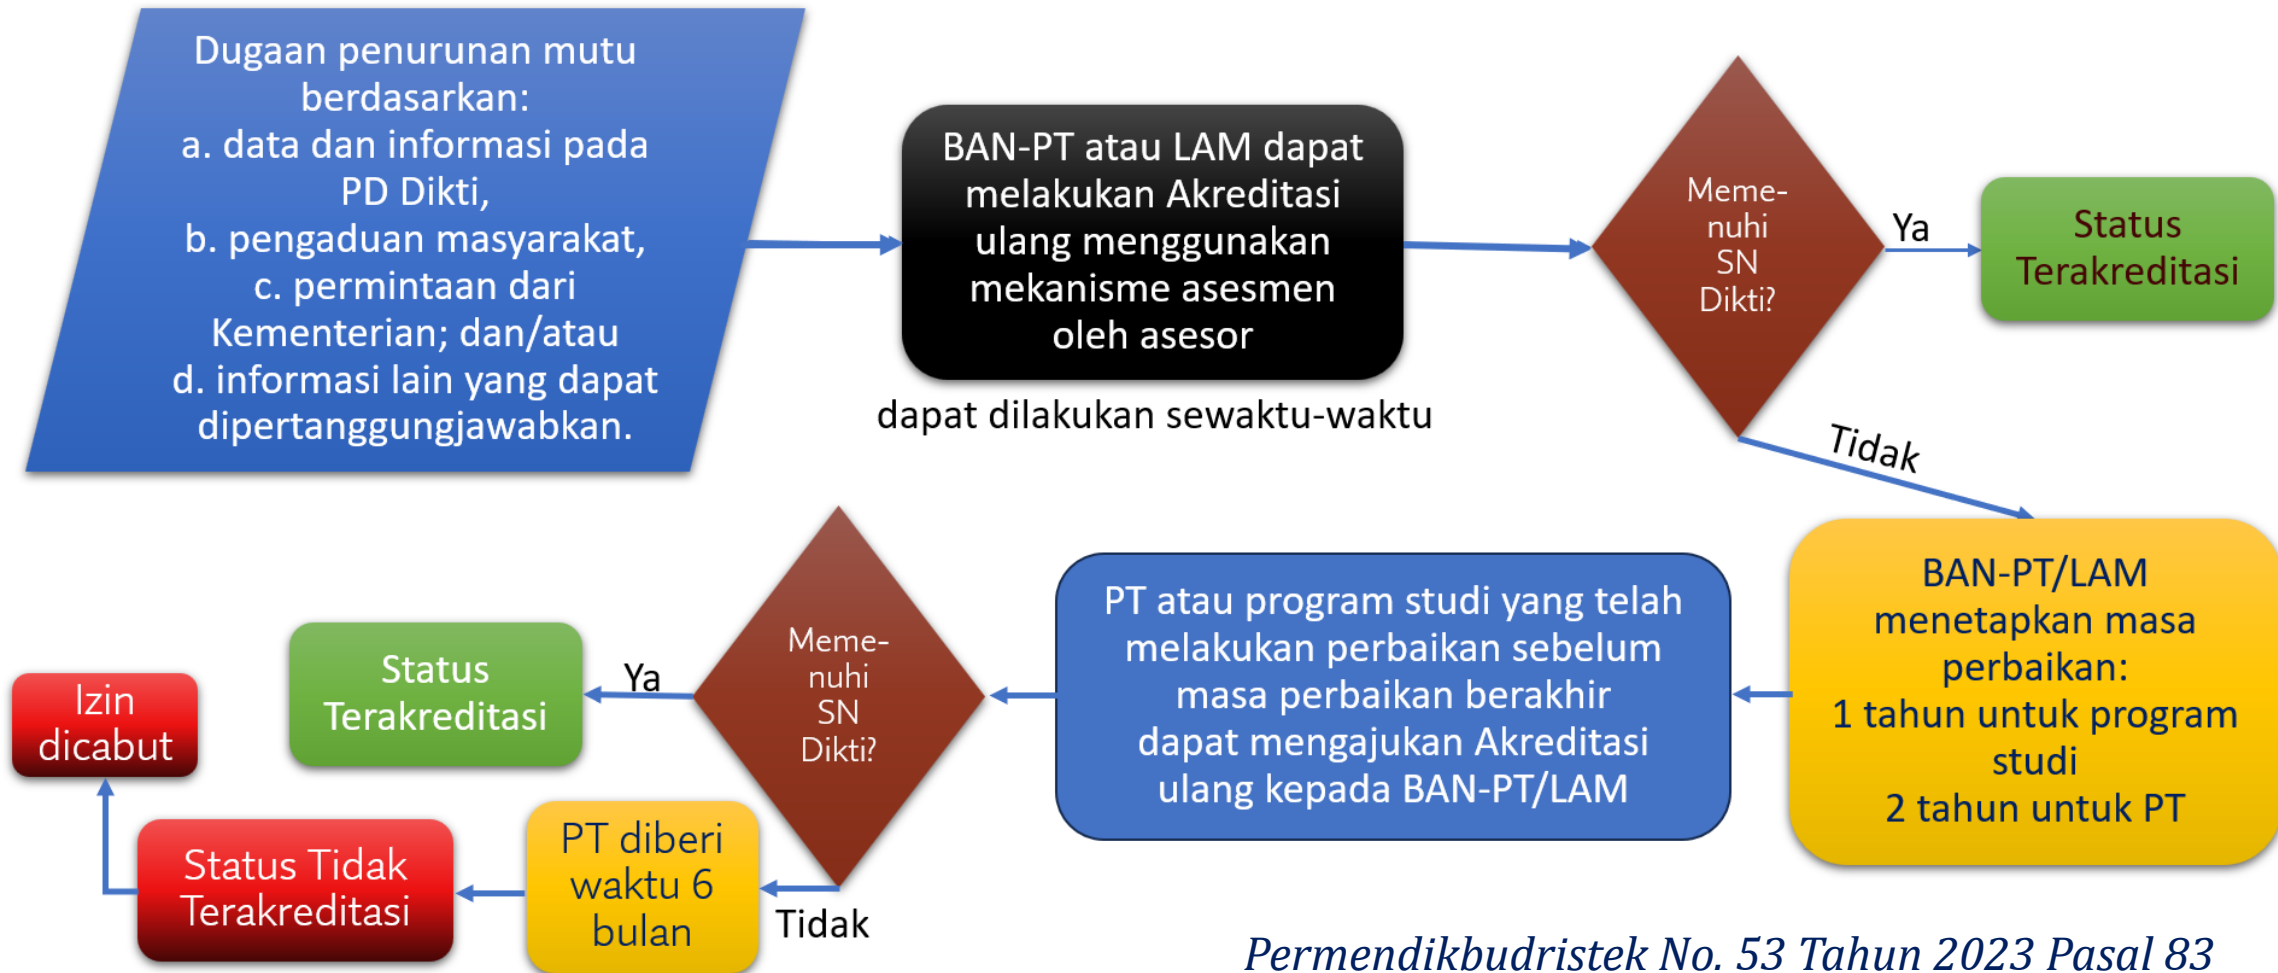 Dugaan penurunan mutu
berdasarkan:
a. data dan informasi pada
PD Dikti,
b. pengaduan masyarakat,
c. permintaan dari
Kementerian; dan/atau
d. informasi lain yang dapat
dipertanggungjawabkan.
BAN-PT atau LAM dapat
melakukan Akreditasi
ulang menggunakan
mekanisme asesmen
oleh asesor
dapat dilakukan sewaktu-waktu
Meme-
nuhi
SN
Dikti?
Ya
Status
Terakreditasi
Tidak
BAN-PT/LAM
menetapkan masa
perbaikan:
1 tahun untuk program
studi
2 tahun untuk PT
PT atau program studi yang telah
melakukan perbaikan sebelum
masa perbaikan berakhir
dapat mengajukan Akreditasi
ulang kepada BAN-PT/LAM
Meme-
nuhi
SN
Dikti?
Ya
Status
Terakreditasi
Tidak
PT diberi
waktu 6
bulan
Status Tidak
Terakreditasi
Izin
dicabut
Permendikbudristek No. 53 Tahun 2023 Pasal 83